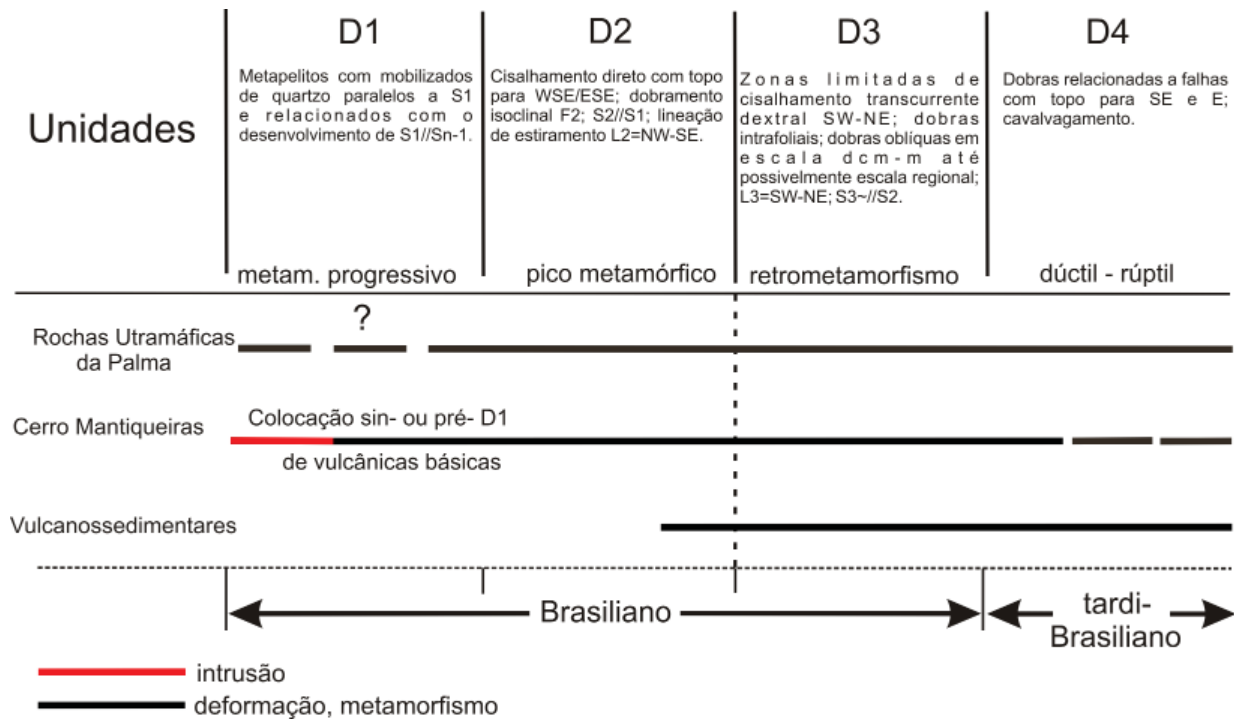 Unidades
D1
Metapelitos com mobilizados
de quartzo paralelos a S1
e relacionados com o
desenvolvimento de S1//Sn-1.
metam. progressivo
D2
Cisalhamento direto com topo
para WSE/ESE; dobramento
isoclinal F2; S2//S1; lineação
de estiramento L2=NW-SE.
pico metamórfico
D3
Zonas limitadas de
cisalhamento transcurrente
dextral SW-NE; dobras
intrafoliais; dobras oblíquas em
escala dcm-m até
possivelmente escala regional;
L3=SW-NE; S3~//S2.
retrometamorfismo
D4
Dobras relacionadas a falhas
com topo para SE e E;
cavalvagamento.
dúctil - rúptil
?
Rochas Utramáficas
da Palma
Cerro Mantiqueiras
Colocação sin- ou pré- D1
de vulcânicas básicas
Vulcanossedimentares
Brasiliano
tardi-
Brasiliano
intrusão
deformação, metamorfismo